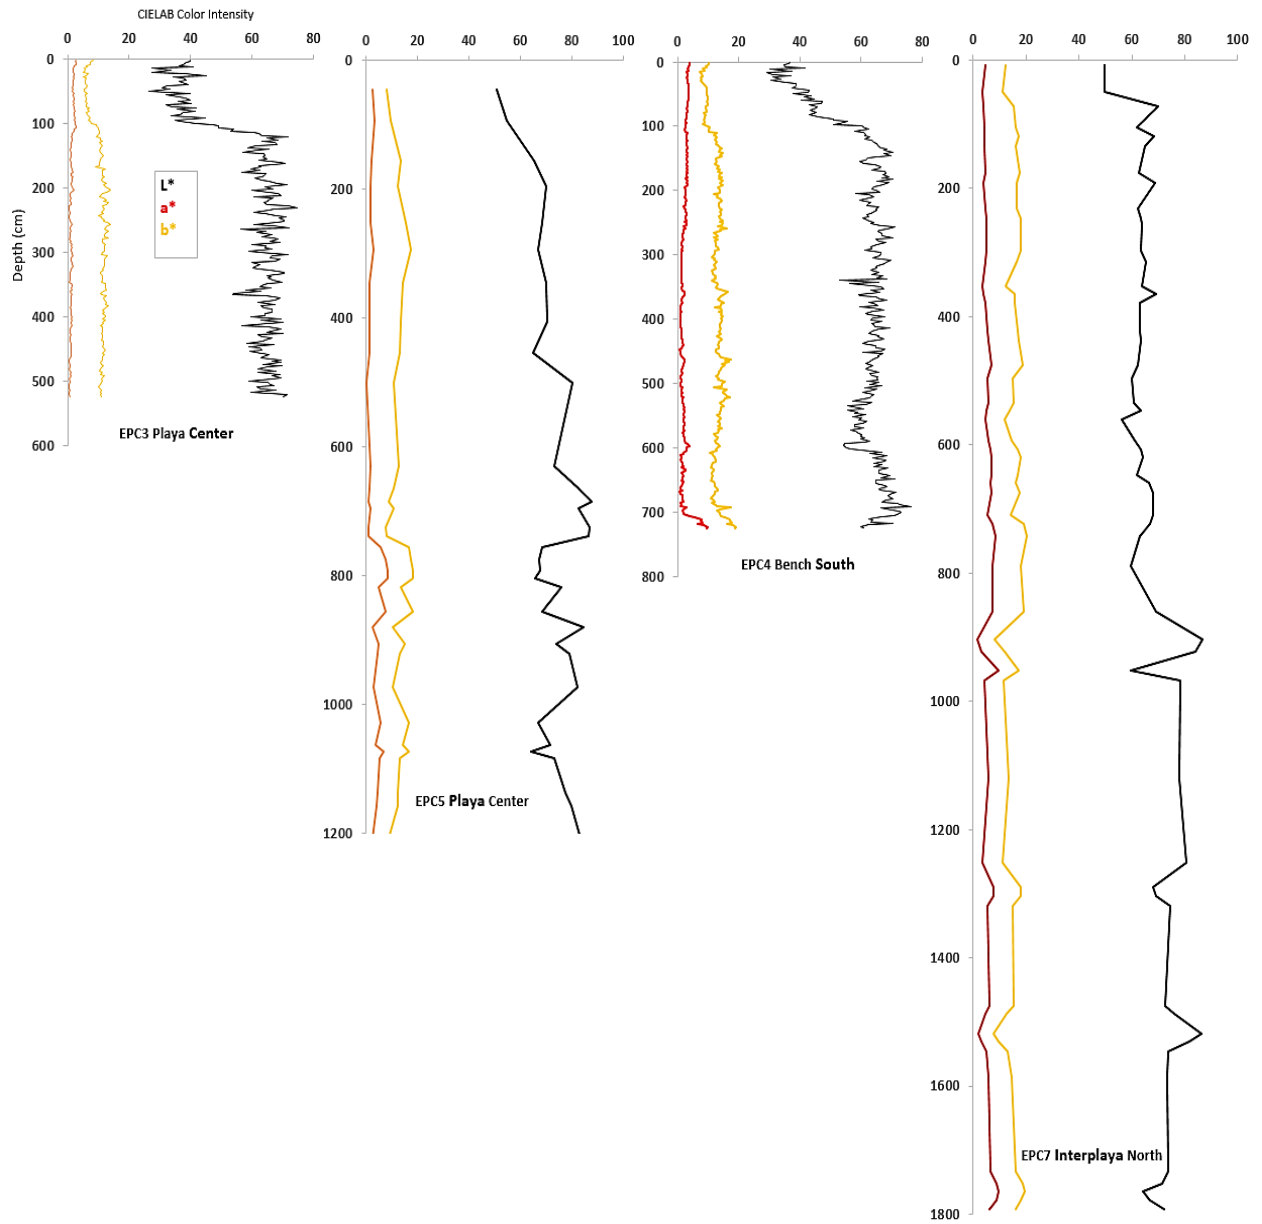 CIELAB Color Intensity
0 20 40 60 80
0
100
200
300
400
500
600
Depth (cm)
L*
a*
b*
EPC3 Playa Center
0 20 40 60 80 100
0
200
400
600
800
1000
1200
EPC5 Playa Center
0 20 40 60 80
0
100
200
300
400
500
600
700
800
EPC4 Bench South
0 20 40 60 80 100
0
200
400
600
800
1000
1200
1400
1600
1800
EPC7 Interplaya North